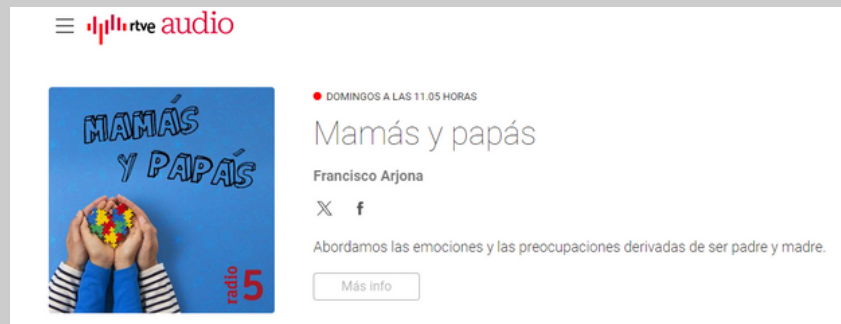 rtve audio
MAMÁS
Y PAPÁS
radio 5
DOMINGOS A LAS 11.05 HORAS
Mamás y papás
Francisco Arjona
Abordamos las emociones y las preocupaciones derivadas de ser padre y madre.
Más info